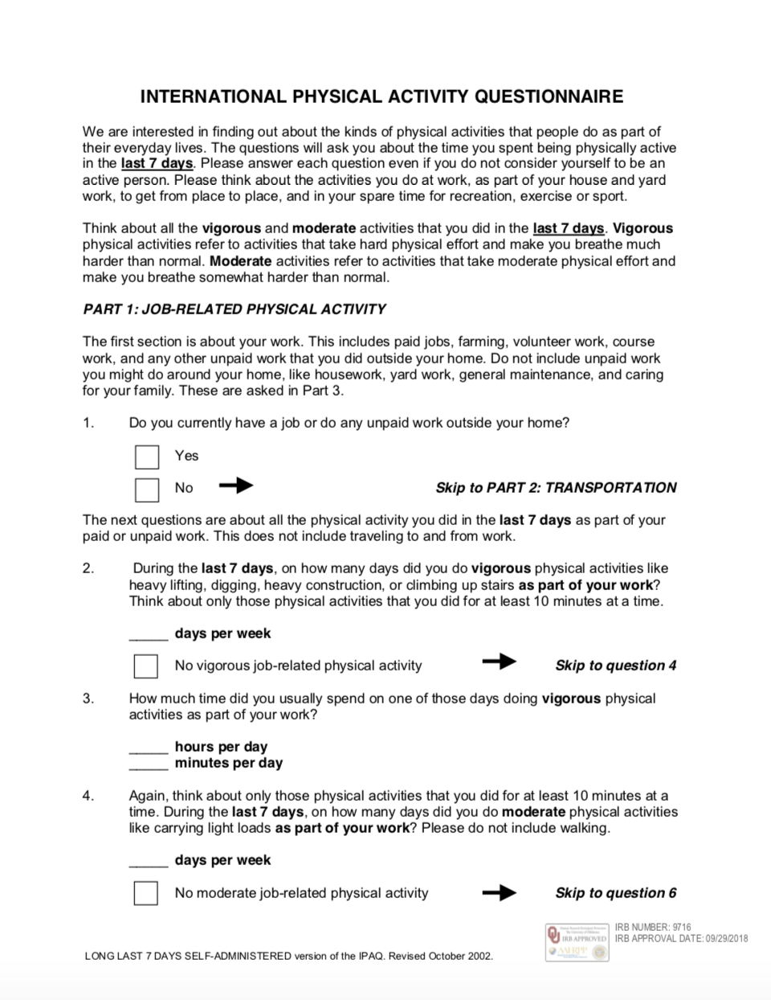 INTERNATIONAL PHYSICAL ACTIVITY QUESTIONNAIRE
We are interested in finding out about the kinds of physical activities that people do as part of
their everyday lives. The questions will ask you about the time you spent being physically active
in the last 7 days. Please answer each question even if you do not consider yourself to be an
active person. Please think about the activities you do at work, as part of your house and yard
work, to get from place to place, and in your spare time for recreation, exercise or sport.
Think about all the vigorous and moderate activities that you did in the last 7 days. Vigorous
physical activities refer to activities that take hard physical effort and make you breathe much
harder than normal. Moderate activities refer to activities that take moderate physical effort and
make you breathe somewhat harder than normal.
PART 1: JOB-RELATED PHYSICAL ACTIVITY
The first section is about your work. This includes paid jobs, farming, volunteer work, course
work, and any other unpaid work that you did outside your home. Do not include unpaid work
you might do around your home, like housework, yard work, general maintenance, and caring
for your family. These are asked in Part 3.
1. Do you currently have a job or do any unpaid work outside your home?
Yes
No Skip to PART 2: TRANSPORTATION
The next questions are about all the physical activity you did in the last 7 days as part of your
paid or unpaid work. This does not include traveling to and from work.
2. During the last 7 days, on how many days did you do vigorous physical activities like
heavy lifting, digging, heavy construction, or climbing up stairs as part of your work?
Think about only those physical activities that you did for at least 10 minutes at a time.
_____ days per week
No vigorous job-related physical activity Skip to question 4
3. How much time did you usually spend on one of those days doing vigorous physical
activities as part of your work?
_____ hours per day
_____ minutes per day
4. Again, think about only those physical activities that you did for at least 10 minutes at a
time. During the last 7 days, on how many days did you do moderate physical activities
like carrying light loads as part of your work? Please do not include walking.
_____ days per week
No moderate job-related physical activity Skip to question 6
IRB APPROVED
IRB NUMBER: 9716
IRB APPROVAL DATE: 09/29/2018
LONG LAST 7 DAYS SELF-ADMINISTERED version of the IPAQ. Revised October 2002.